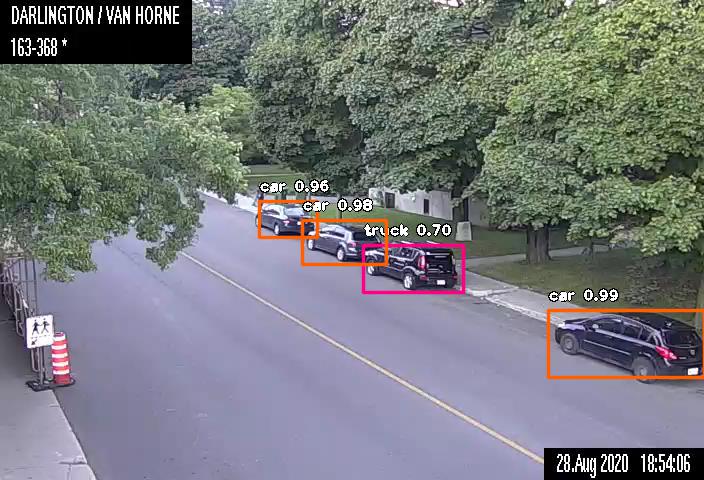 DARLINGTON / VAN HORNE
163-368 *
car 0.96
car 0.98
truck 0.70
car 0.99
28.Aug 2020 18:54:06